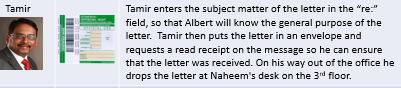 Tamir
Tamir enters the subject matter of the letter in the “re:”
field, so that Albert will know the general purpose of the
letter.  Tamir then puts the letter in an envelope and
requests a read receipt on the message so he can ensure
that the letter was received. On his way out of the office he
drops the letter at Naheem's desk on the 3rd floor.